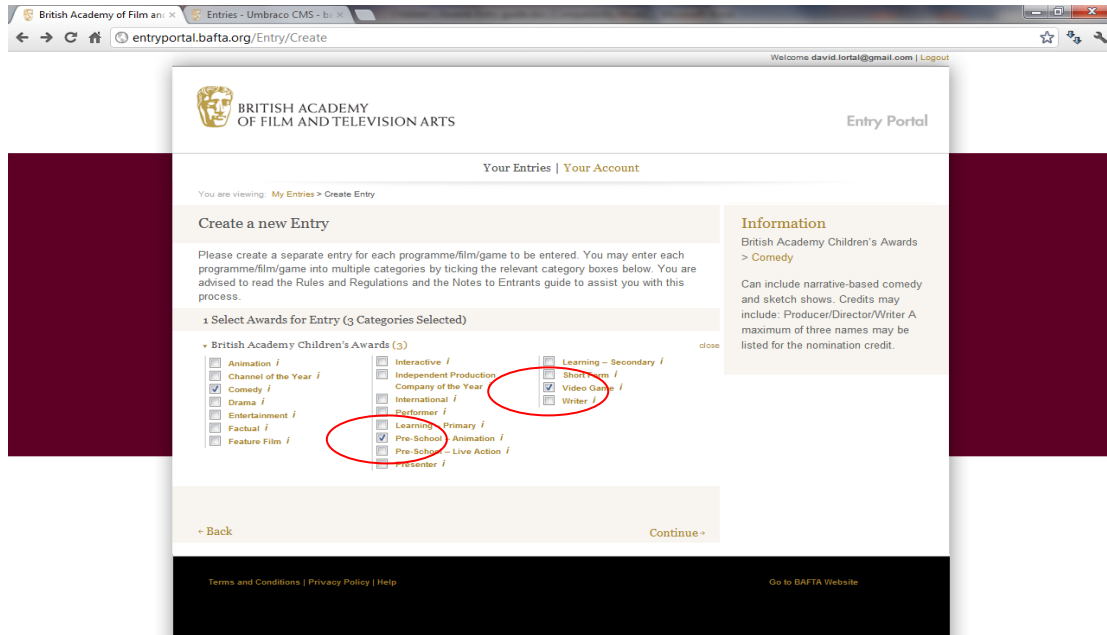 British Academy of Film an
Entries - Umbraco CMS - b
entryportal.bafta.org/Entry/Create
Welcome david.lortal@gmail.com | Logout
BRITISH ACADEMY
OF FILM AND TELEVISION ARTS
Entry Portal
Your Entries | Your Account
You are viewing: My Entries > Create Entry
Create a new Entry
Please create a separate entry for each programme/film/game to be entered. You may enter each
programme/film/game into multiple categories by ticking the relevant category boxes below. You are
advised to read the Rules and Regulations and the Notes to Entrants guide to assist you with this
process.
1 Select Awards for Entry (3 Categories Selected)
British Academy Children's Awards (3)
close
Animation i
Channel of the Year i
Comedy i
Drama i
Entertainment i
Factual i
Feature Film i
Interactive i
Independent Production
Company of the Year
International i
Performer i
Learning – Primary i
Pre-School – Animation i
Pre-School – Live Action i
Presenter i
Learning – Secondary i
Short Form i
Video Game i
Writer i
Information
British Academy Children's Awards
> Comedy
Can include narrative-based comedy
and sketch shows. Credits may
include: Producer/Director/Writer A
maximum of three names may be
listed for the nomination credit.
← Back
Continue →
Terms and Conditions | Privacy Policy | Help
Go to BAFTA Website